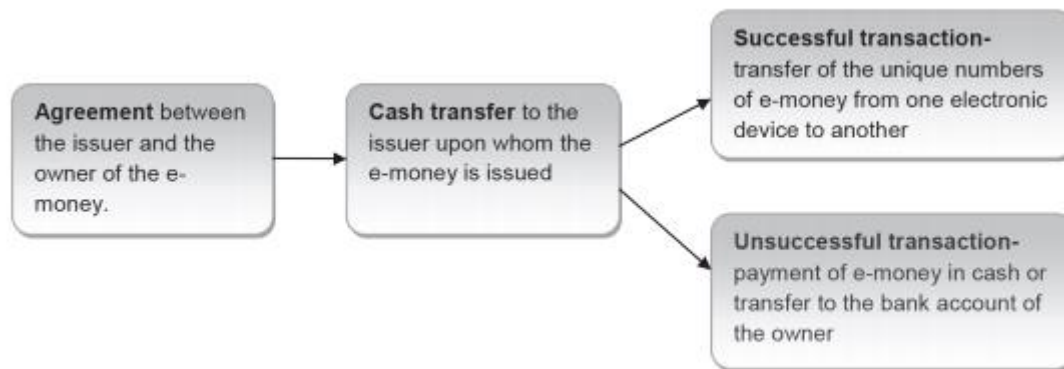 Agreement between
the issuer and the
owner of the e-
money.
Cash transfer to the
issuer upon whom the
e-money is issued
Successful transaction-
transfer of the unique numbers
of e-money from one electronic
device to another
Unsuccessful transaction-
payment of e-money in cash or
transfer to the bank account of
the owner